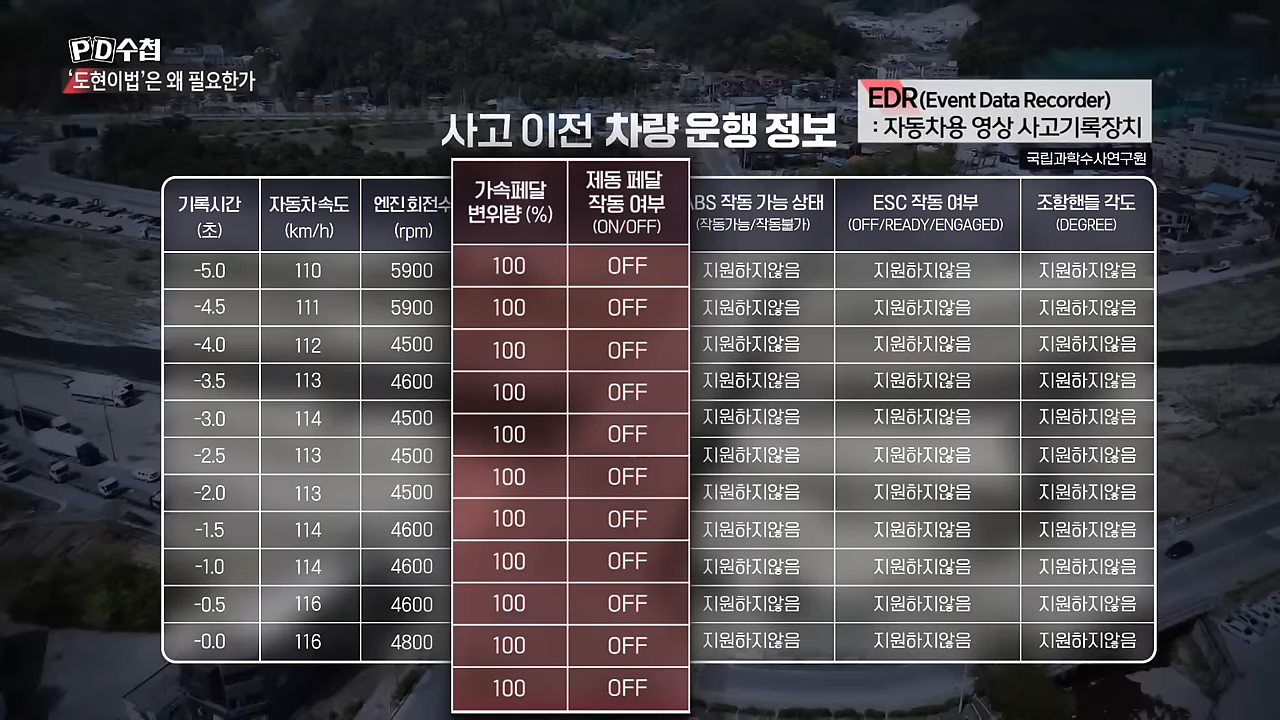 PD수첩
'도현이법'은 왜 필요한가
EDR(Event Data Recorder)
: 자동차용 영상 사고기록장치
국립과학수사연구원
사고 이전 차량 운행 정보
기록시간 (초) 자동차속도 (km/h) 엔진회전수 (rpm) 가속페달 변위량 (%) 제동 페달 작동 여부 (ON/OFF) ABS 작동 가능 상태 (작동가능/작동불가) ESC 작동 여부 (OFF/READY/ENGAGED) 조향핸들 각도 (DEGREE)
-5.0 110 5900 100 OFF 지원하지않음 지원하지않음 지원하지않음
-4.5 111 5900 100 OFF 지원하지않음 지원하지않음 지원하지않음
-4.0 112 4500 100 OFF 지원하지않음 지원하지않음 지원하지않음
-3.5 113 4600 100 OFF 지원하지않음 지원하지않음 지원하지않음
-3.0 114 4500 100 OFF 지원하지않음 지원하지않음 지원하지않음
-2.5 113 4500 100 OFF 지원하지않음 지원하지않음 지원하지않음
-2.0 113 4500 100 OFF 지원하지않음 지원하지않음 지원하지않음
-1.5 114 4600 100 OFF 지원하지않음 지원하지않음 지원하지않음
-1.0 114 4600 100 OFF 지원하지않음 지원하지않음 지원하지않음
-0.5 116 4600 100 OFF 지원하지않음 지원하지않음 지원하지않음
-0.0 116 4800 100 OFF 지원하지않음 지원하지않음 지원하지않음